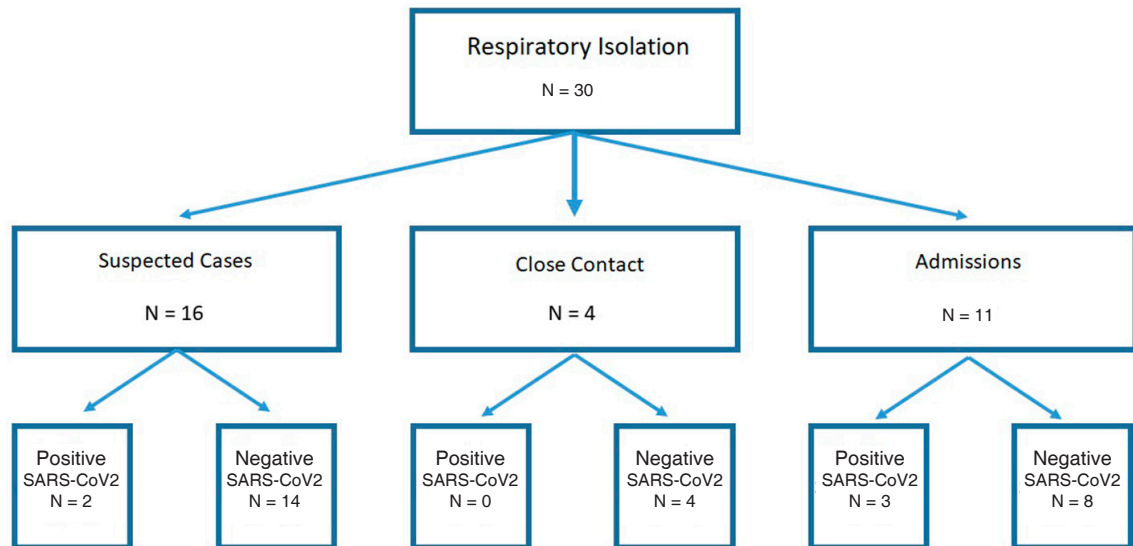 Respiratory Isolation
N = 30
Suspected Cases
N = 16
Close Contact
N = 4
Admissions
N = 11
Positive
SARS-CoV2
N = 2
Negative
SARS-CoV2
N = 14
Positive
SARS-CoV2
N = 0
Negative
SARS-CoV2
N = 4
Positive
SARS-CoV2
N = 3
Negative
SARS-CoV2
N = 8